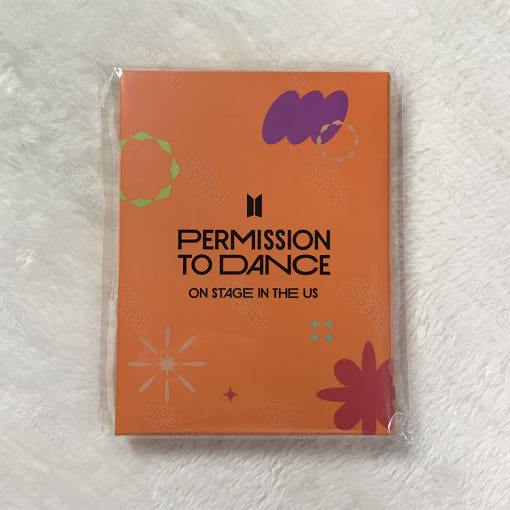 PERMISSION
TO DANCE
ON STAGE IN THE US